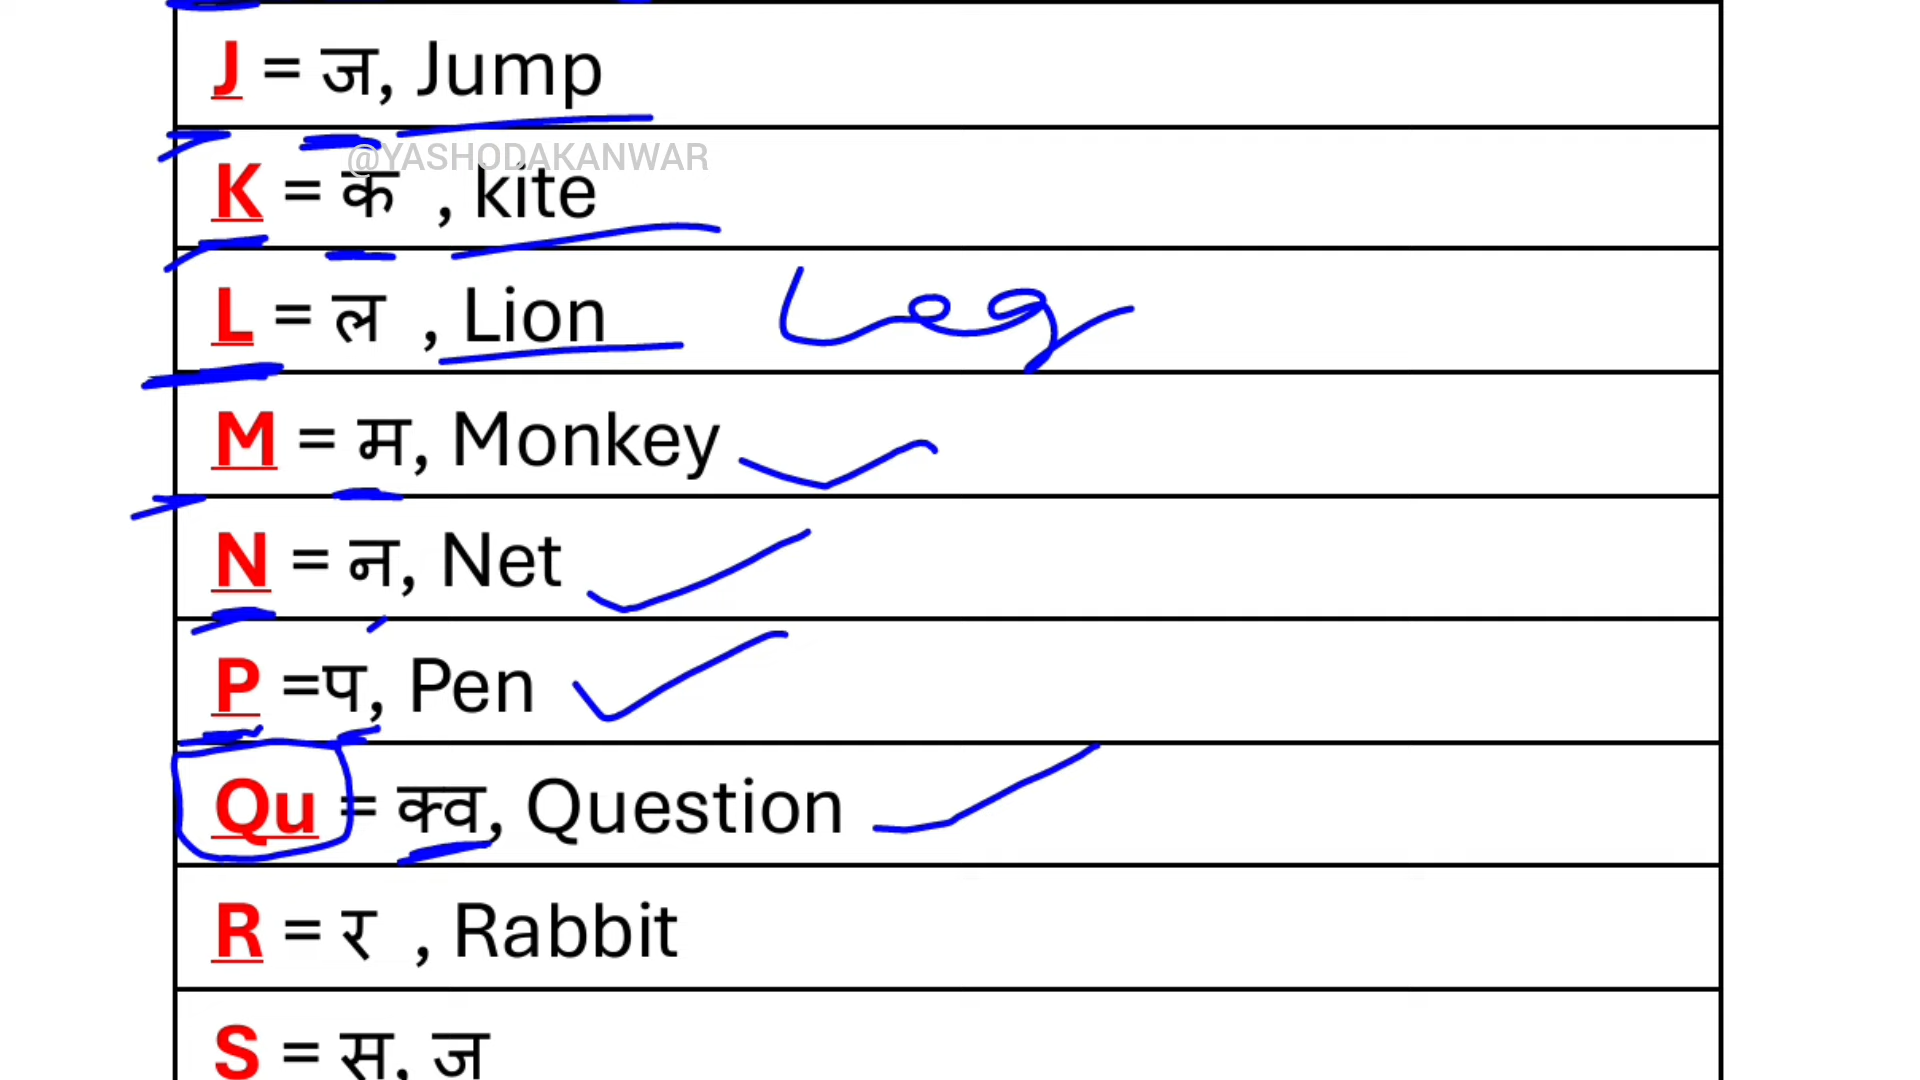 J = ज, Jump
@YASHODAKANWAR
K = क , kite
L = ल , Lion Leg
M = म, Monkey
N = न, Net
P =प, Pen
Qu = क्व, Question
R = र , Rabbit
S = स, ज